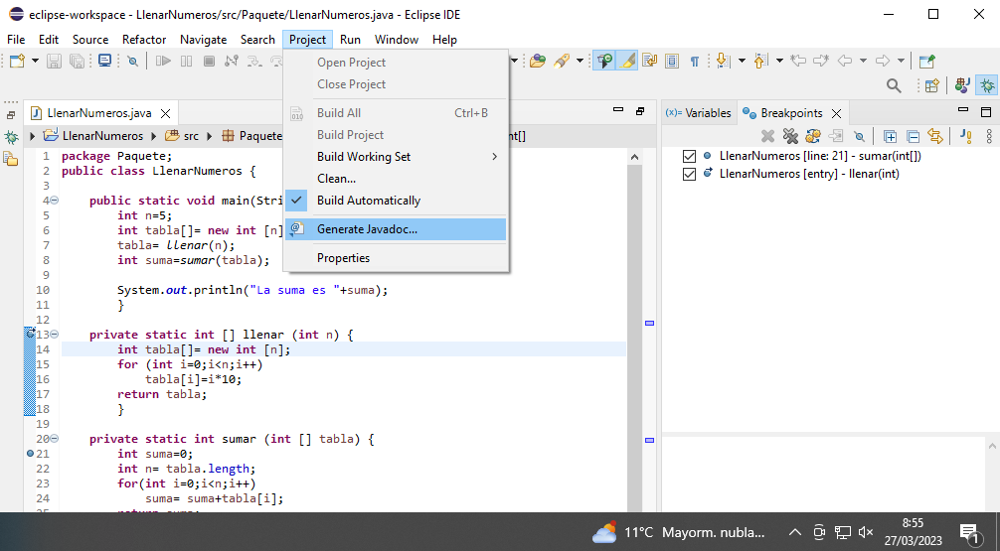 eclipse-workspace - LlenarNumeros/src/Paquete/LlenarNumeros.java - Eclipse IDE
File Edit Source Refactor Navigate Search Project Run Window Help
Open Project
Close Project
Build All Ctrl+B
Build Project
Build Working Set
Clean...
Build Automatically
Generate Javadoc...
Properties
LlenarNumeros.java
LlenarNumeros src Paquete nt[]
1 package Paquete;
2 public class LlenarNumeros {
3
4 public static void main(Stri
5 int n=5;
6 int tabla[]= new int [n]
7 tabla= llenar(n);
8 int suma=sumar(tabla);
9
10 System.out.println("La suma es "+suma);
11 }
12
13 private static int [] llenar (int n) {
14 int tabla[]= new int [n];
15 for (int i=0;i<n;i++)
16 tabla[i]=i*10;
17 return tabla;
18 }
19
20 private static int sumar (int [] tabla) {
21 int suma=0;
22 int n= tabla.length;
23 for(int i=0;i<n;i++)
24 suma= suma+tabla[i];
(x)= Variables Breakpoints
LlenarNumeros [line: 21] - sumar(int[])
LlenarNumeros [entry] - llenar(int)
11°C Mayorm. nubla...
8:55
27/03/2023
1